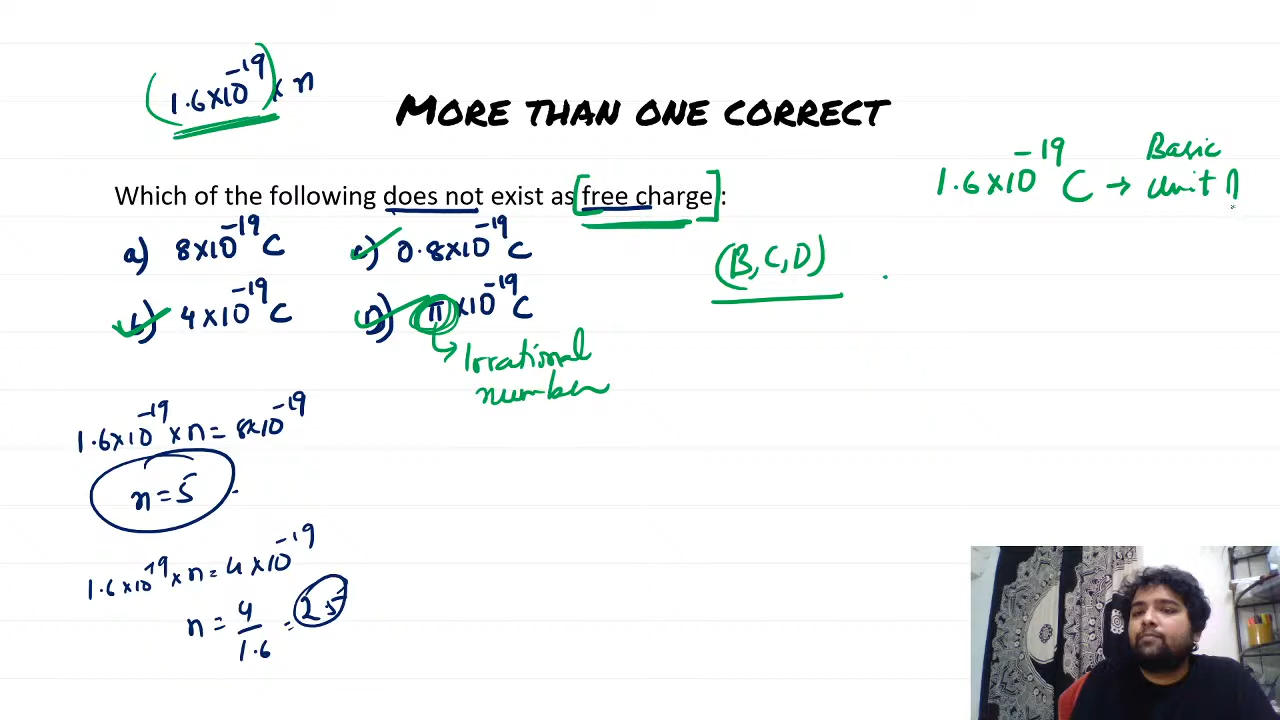 (1.6×10⁻¹⁹)× n
MORE THAN ONE CORRECT
1.6×10⁻¹⁹ C → Basic
Unit
Which of the following does not exist as [free charge] :
a) 8×10⁻¹⁹ C
c) 0.8×10⁻¹⁹ C
(B, C, D)
b) 4×10⁻¹⁹ C
D) π×10⁻¹⁹ C
Irrational
number
1.6×10⁻¹⁹ × n = 8×10⁻¹⁹
n = 5
1.6×10⁻¹⁹ × n = 4×10⁻¹⁹
n = 4/1.6 = 2.5